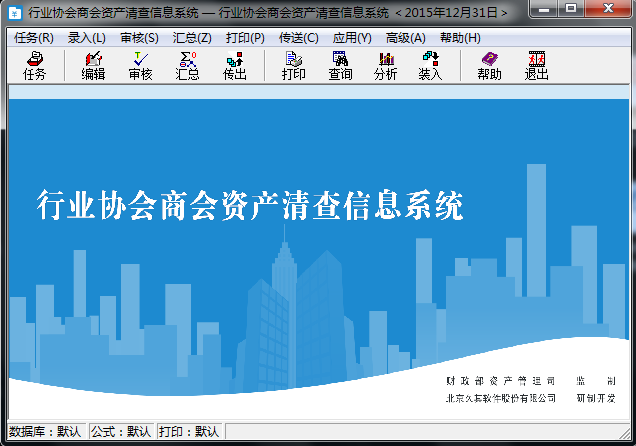 行业协会商会资产清查信息系统 — 行业协会商会资产清查信息系统 ＜2015年12月31日＞
任务(R) 录入(L) 审核(S) 汇总(Z) 打印(P) 传送(C) 应用(Y) 高级(A) 帮助(H)
任务 编辑 审核 汇总 传出 打印 查询 分析 装入 帮助 退出
行业协会商会资产清查信息系统
财政部资产管理司 监 制
北京久其软件股份有限公司 研制开发
数据库：默认 公式：默认 打印：默认